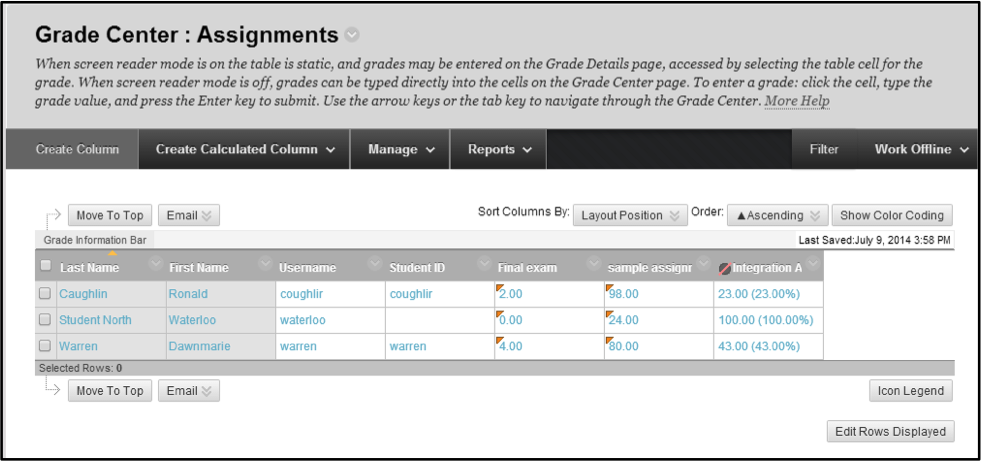 Grade Center : Assignments
When screen reader mode is on the table is static, and grades may be entered on the Grade Details page, accessed by selecting the table cell for the
grade. When screen reader mode is off, grades can be typed directly into the cells on the Grade Center page. To enter a grade: click the cell, type the
grade value, and press the Enter key to submit. Use the arrow keys or the tab key to navigate through the Grade Center. More Help
Create Column Create Calculated Column Manage Reports Filter Work Offline
Move To Top Email Sort Columns By: Layout Position Order: ▲Ascending Show Color Coding
Grade Information Bar Last Saved:July 9, 2014 3:58 PM
Last Name First Name Username Student ID Final exam sample assignr Integration A
Caughlin Ronald coughlir coughlir 2.00 98.00 23.00 (23.00%)
Student North Waterloo waterloo 0.00 24.00 100.00 (100.00%)
Warren Dawnmarie warren warren 4.00 80.00 43.00 (43.00%)
Selected Rows: 0
Move To Top Email Icon Legend
Edit Rows Displayed